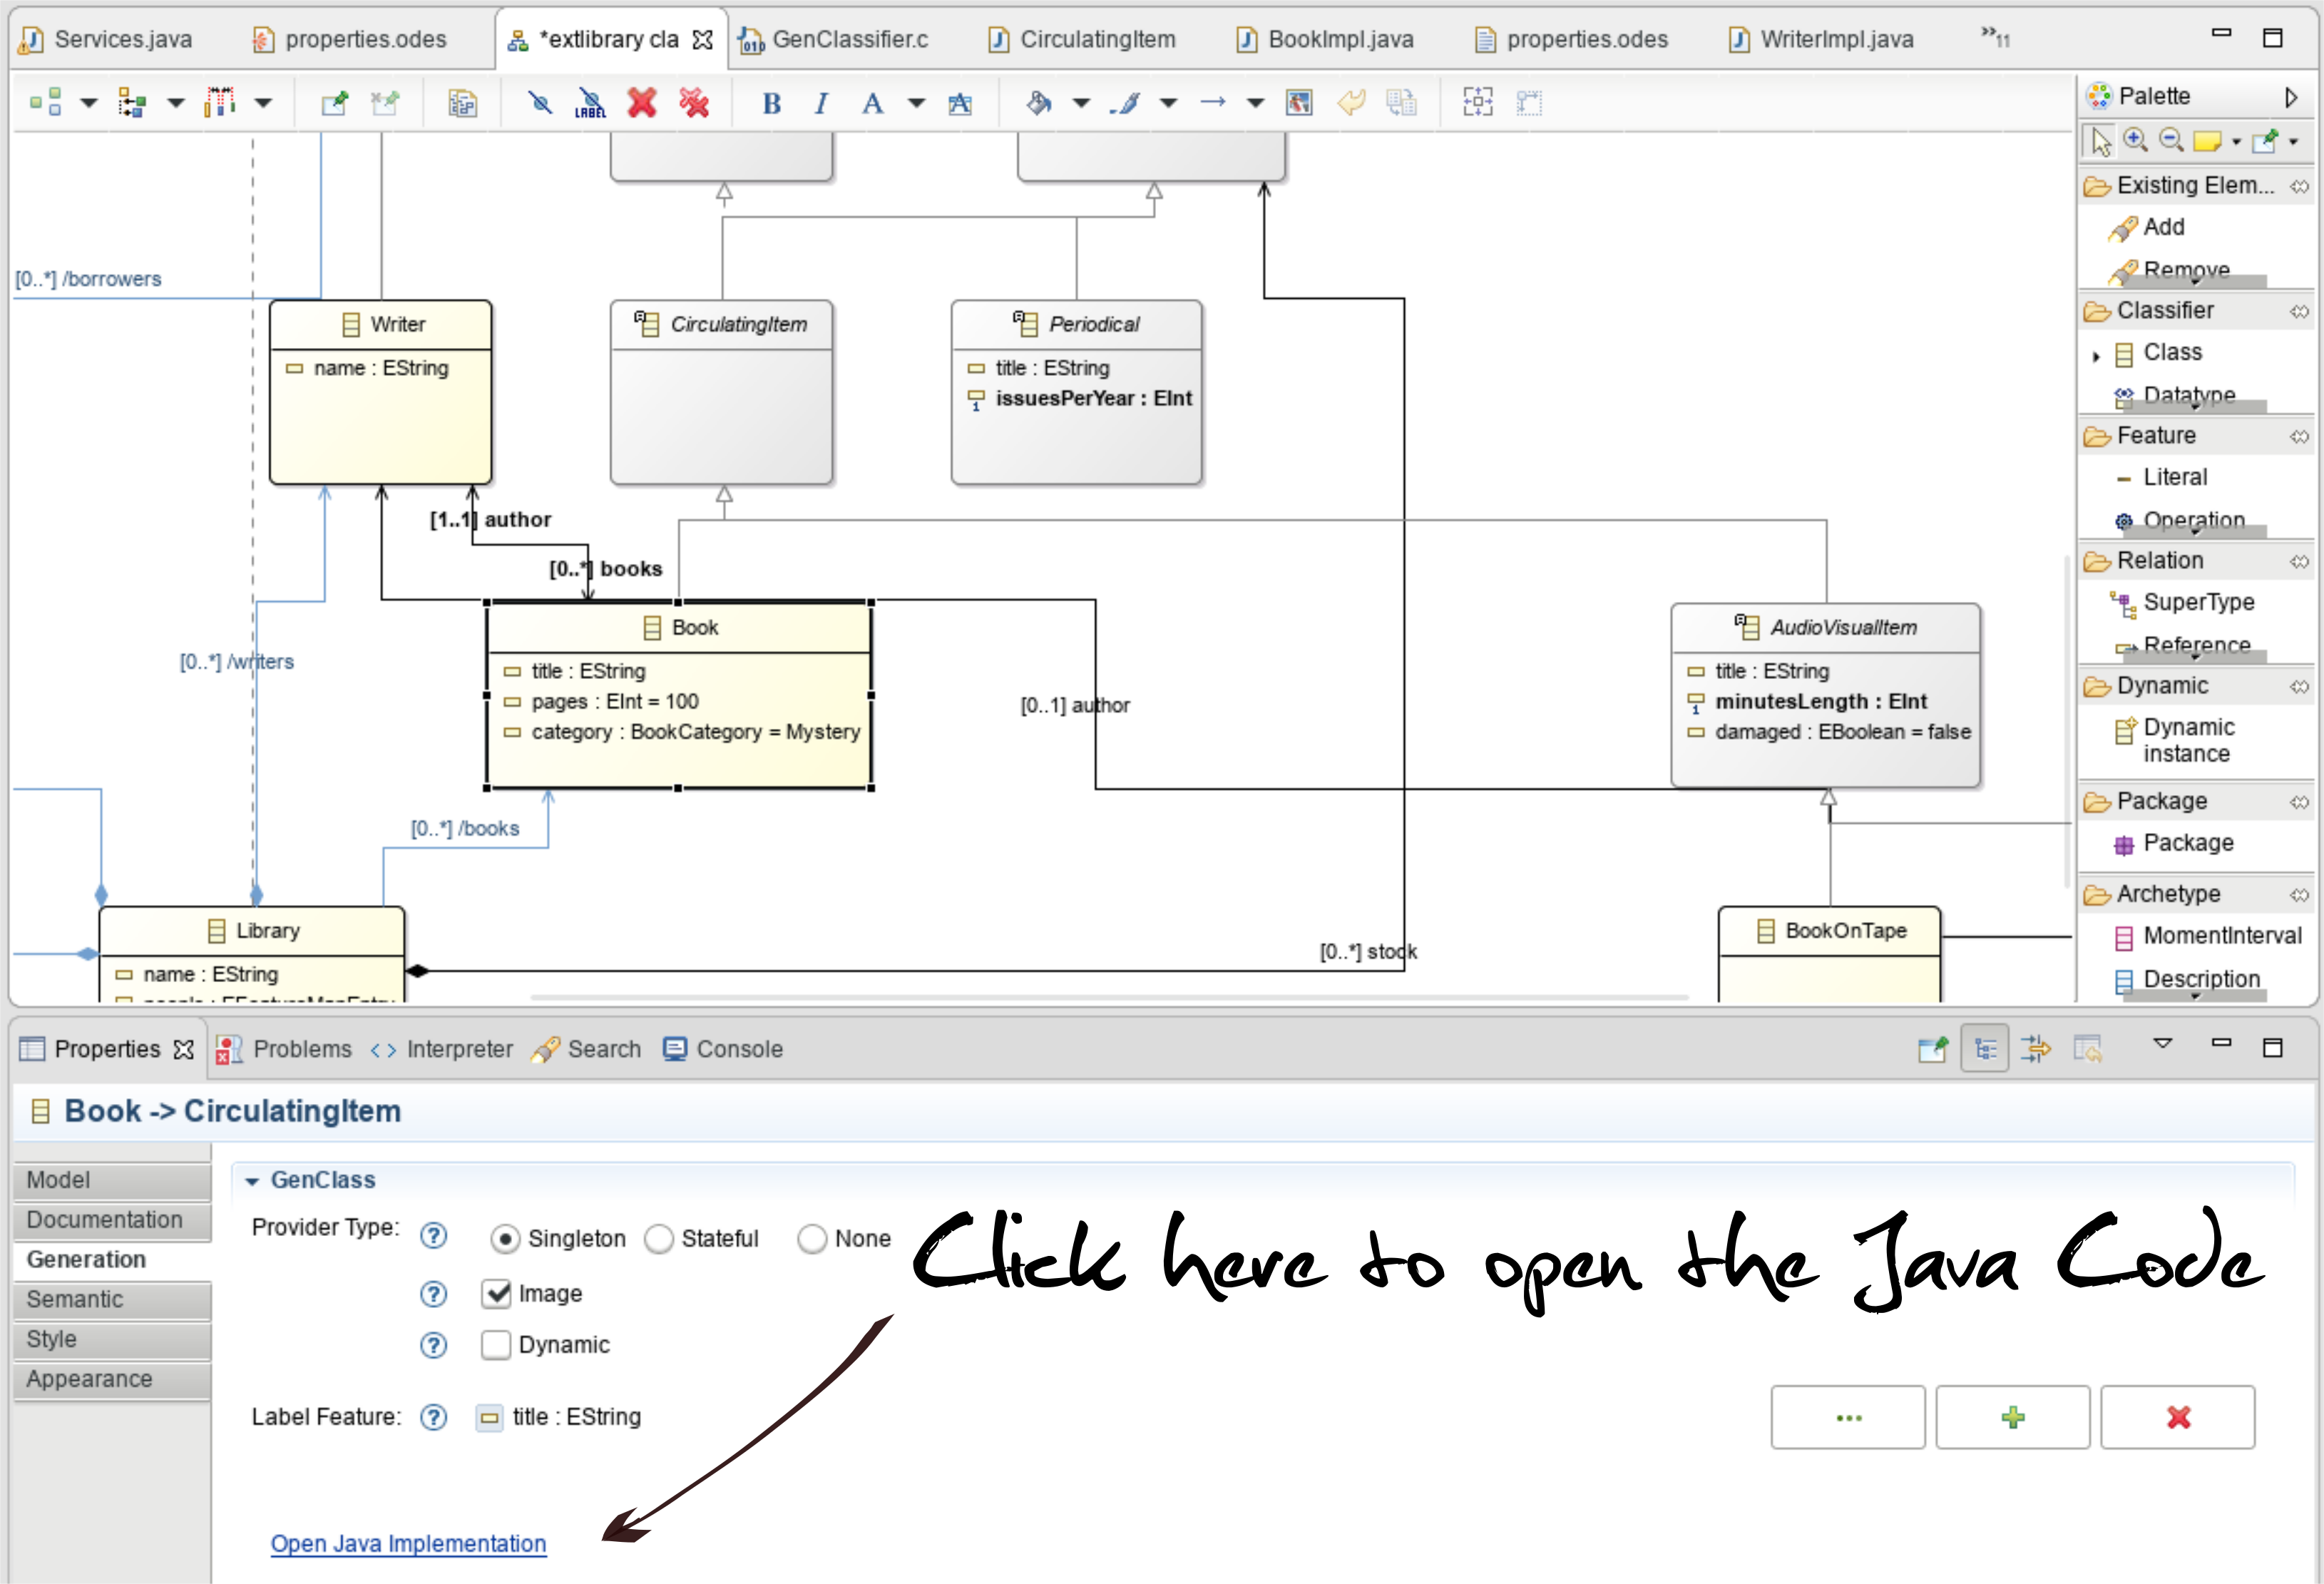 Services.java properties.odes *extlibrary cla GenClassifier.c CirculatingItem BookImpl.java properties.odes WriterImpl.java »11
LABEL B I A A
Palette
Existing Elem...
Add
Remove
Classifier
Class
Datatype
Feature
Literal
Operation
Relation
SuperType
Reference
Dynamic
Dynamic
instance
Package
Package
Archetype
MomentInterval
Description
[0..*] /borrowers
Writer
name : EString
CirculatingItem
Periodical
title : EString
issuesPerYear : EInt
[1..1] author
[0..*] books
[0..*] /writers
Book
title : EString
pages : EInt = 100
category : BookCategory = Mystery
[0..1] author
AudioVisualItem
title : EString
minutesLength : EInt
damaged : EBoolean = false
[0..*] /books
Library
name : EString
[0..*] stock
BookOnTape
Properties Problems Interpreter Search Console
Book -> CirculatingItem
Model
Documentation
Generation
Semantic
Style
Appearance
GenClass
Provider Type: Singleton Stateful None
Image
Dynamic
Label Feature: title : EString
Click here to open the Java Code
Open Java Implementation